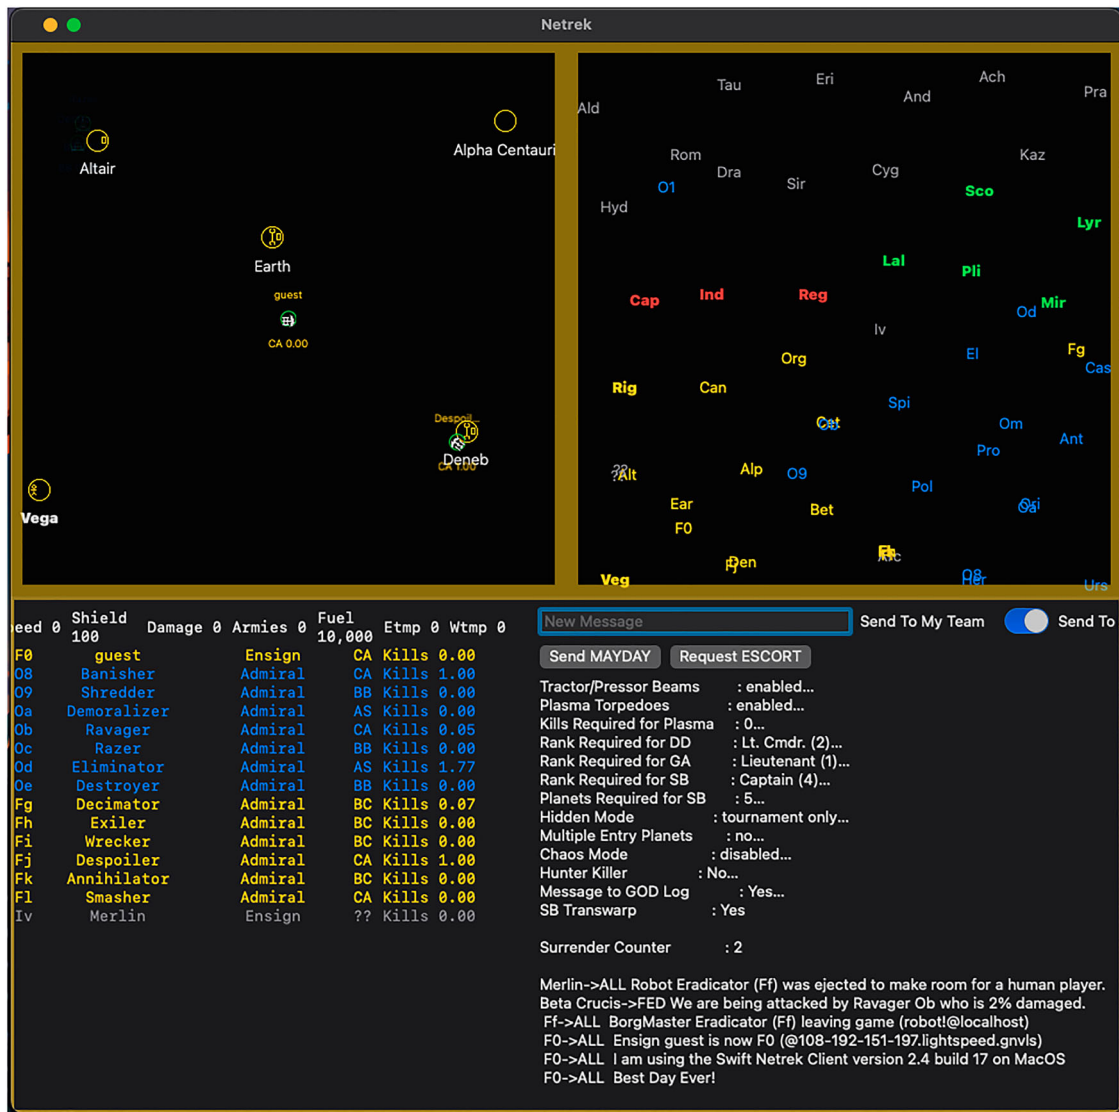 Netrek
Altair
Alpha Centauri
Earth
guest
CA 0.00
Despoil...
Deneb
CA 1.00
Vega
Ach
Eri
Tau
Pra
And
Ald
Rom
Kaz
Dra
Cyg
Sir
O1
Sco
Hyd
Lyr
Lal
Pli
Cap
Ind
Reg
Mir
Od
Iv
Fg
El
Org
Cas
Rig
Can
Spi
Om
Ant
Pro
??
Alt
Alp
O9
Pol
Ear
Bet
F0
Fj
Den
O8
Her
Veg
Urs
eed 0 Shield 100 Damage 0 Armies 0 Fuel 10,000 Etmp 0 Wtmp 0
F0 guest Ensign CA Kills 0.00
O8 Banisher Admiral CA Kills 1.00
O9 Shredder Admiral BB Kills 0.00
Oa Demoralizer Admiral AS Kills 0.00
Ob Ravager Admiral CA Kills 0.05
Oc Razer Admiral BB Kills 0.00
Od Eliminator Admiral AS Kills 1.77
Oe Destroyer Admiral BB Kills 0.00
Fg Decimator Admiral BC Kills 0.07
Fh Exiler Admiral BC Kills 0.00
Fi Wrecker Admiral BC Kills 0.00
Fj Despoiler Admiral CA Kills 1.00
Fk Annihilator Admiral BC Kills 0.00
Fl Smasher Admiral CA Kills 0.00
Iv Merlin Ensign ?? Kills 0.00
New Message Send To My Team Send To
Send MAYDAY Request ESCORT
Tractor/Pressor Beams : enabled...
Plasma Torpedoes : enabled...
Kills Required for Plasma : 0...
Rank Required for DD : Lt. Cmdr. (2)...
Rank Required for GA : Lieutenant (1)...
Rank Required for SB : Captain (4)...
Planets Required for SB : 5...
Hidden Mode : tournament only...
Multiple Entry Planets : no...
Chaos Mode : disabled...
Hunter Killer : No...
Message to GOD Log : Yes...
SB Transwarp : Yes
Surrender Counter : 2
Merlin->ALL Robot Eradicator (Ff) was ejected to make room for a human player.
Beta Crucis->FED We are being attacked by Ravager Ob who is 2% damaged.
Ff->ALL BorgMaster Eradicator (Ff) leaving game (robot!@localhost)
F0->ALL Ensign guest is now F0 (@108-192-151-197.lightspeed.gnvls)
F0->ALL I am using the Swift Netrek Client version 2.4 build 17 on MacOS
F0->ALL Best Day Ever!